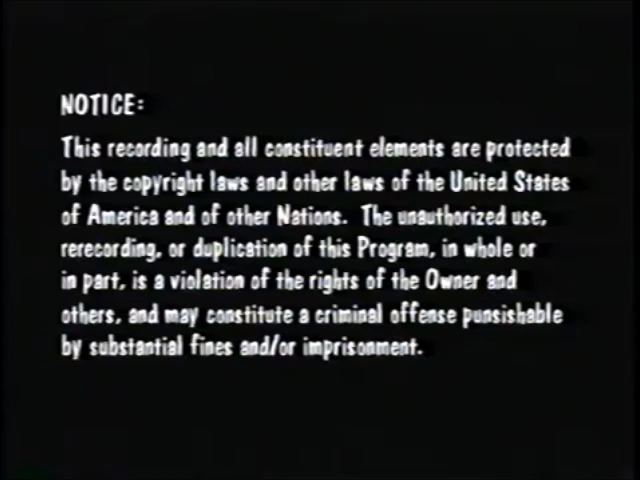 NOTICE:
This recording and all constituent elements are protected
by the copyright laws and other laws of the United States
of America and of other Nations. The unauthorized use,
rerecording, or duplication of this Program, in whole or
in part, is a violation of the rights of the Owner and
others, and may constitute a criminal offense punsishable
by substantial fines and/or imprisonment.